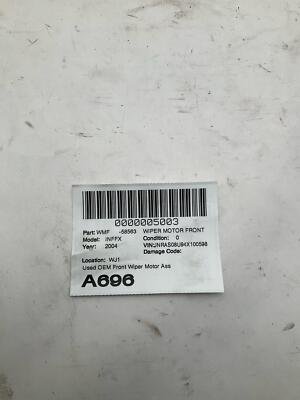 0000005003
Part: WMF -58563 WIPER MOTOR FRONT
Model: INFFX Condition: 0
Year: 2004 VIN:JNRAS08U94X100598
Damage Code:
Location: WJ1
Used OEM Front Wiper Motor Ass
A696